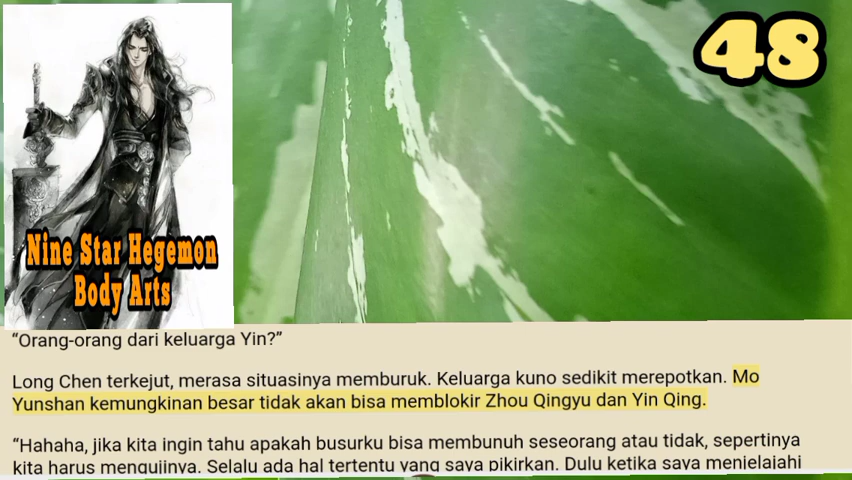 48
Nine Star Hegemon
Body Arts
“Orang-orang dari keluarga Yin?”
Long Chen terkejut, merasa situasinya memburuk. Keluarga kuno sedikit merepotkan. Mo
Yunshan kemungkinan besar tidak akan bisa memblokir Zhou Qingyu dan Yin Qing.
“Hahaha, jika kita ingin tahu apakah busurku bisa membunuh seseorang atau tidak, sepertinya
kita harus mengujinya. Selalu ada hal tertentu yang saya pikirkan. Dulu ketika saya menjelajahi